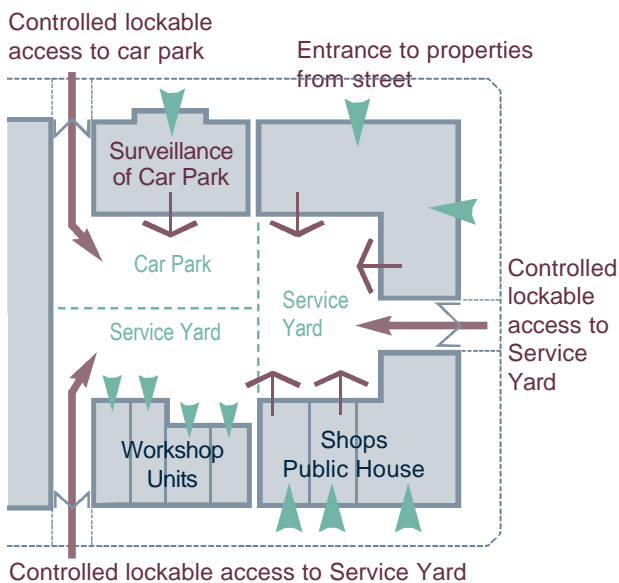 Controlled lockable
access to car park
Entrance to properties
from street
Surveillance
of Car Park
Car Park
Service Yard
Service
Yard
Controlled
lockable
access to
Service
Yard
Workshop
Units
Shops
Public House
Controlled lockable access to Service Yard